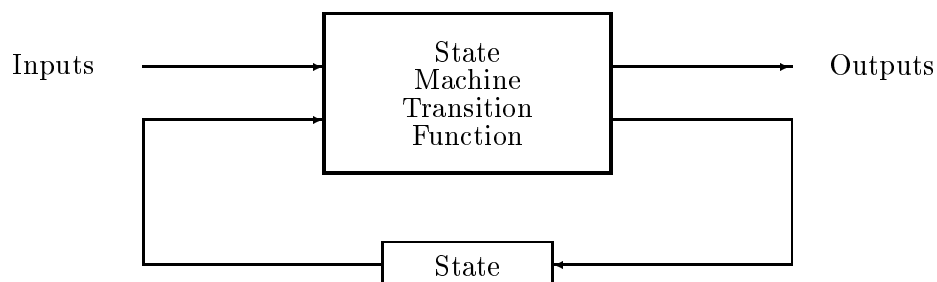 Inputs
State
Machine
Transition
Function
Outputs
State